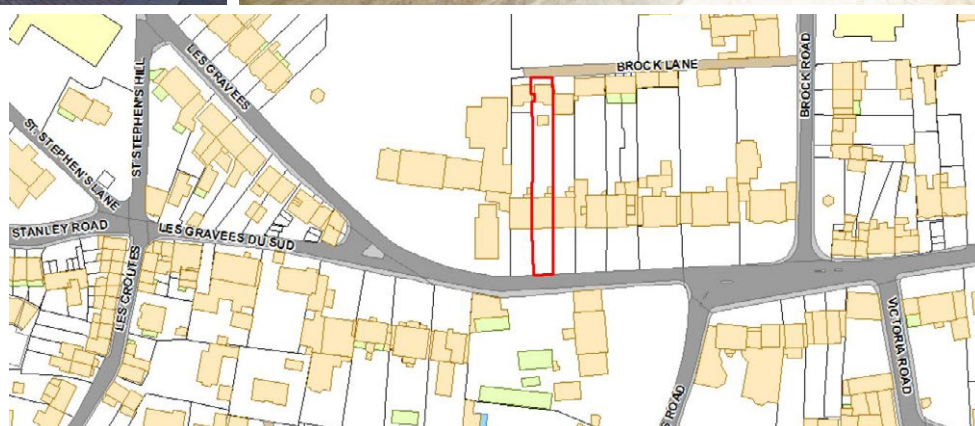 LES GRAVEES
ST STEPHEN'S HILL
BROCK LANE
BROCK ROAD
ST. STEPHEN'S LANE
STANLEY ROAD
LES GRAVEES DU SUD
LES CROUTES
VICTORIA ROAD
S ROAD